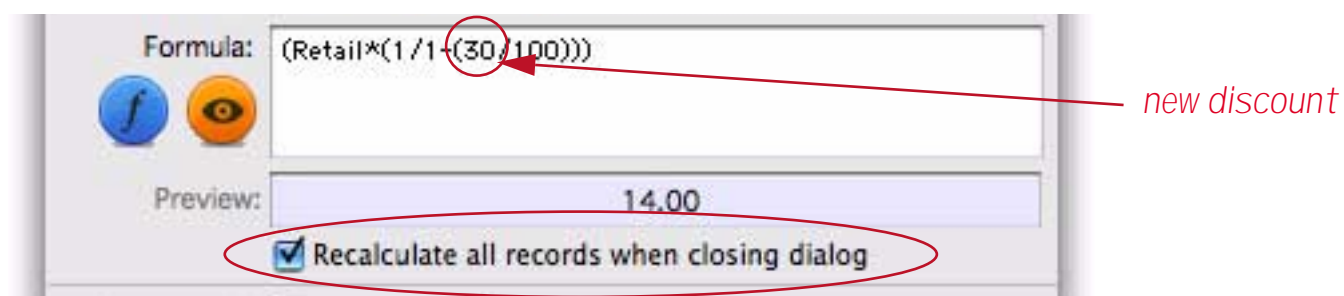 Formula: (Retail*(1/1-(30/100)))
new discount
Preview: 14.00
Recalculate all records when closing dialog